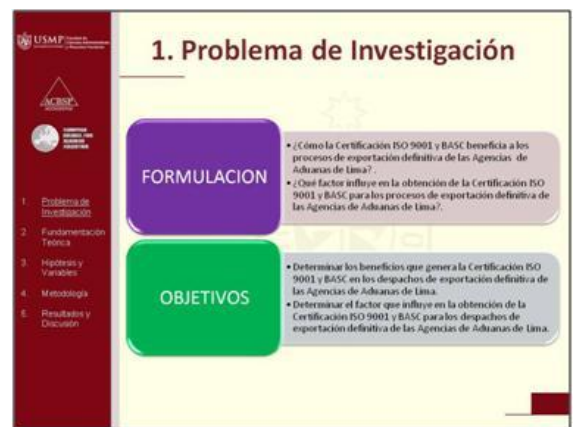 USMP
1. Problema de Investigación
ACBSP
FORMULACION
• ¿Cómo la Certificación ISO 9001 y BASC beneficia a los
procesos de exportación definitiva de las Agencias de
Aduanas de Lima? .
• ¿Qué factor influye en la obtención de la Certificación ISO
9001 y BASC para los procesos de exportación definitiva de
las Agencias de Aduanas de Lima?.
1. Problema de
Investigación
2. Fundamentación
Teórica
3. Hipótesis y
Variables
4. Metodología
5. Resultados y
Discusión
OBJETIVOS
• Determinar los beneficios que genera la Certificación ISO
9001 y BASC en los despachos de exportación definitiva de
las Agencias de Aduanas de Lima.
• Determinar el factor que influye en la obtención de la
Certificación ISO 9001 y BASC para los despachos de
exportación definitiva de las Agencias de Aduanas de Lima.